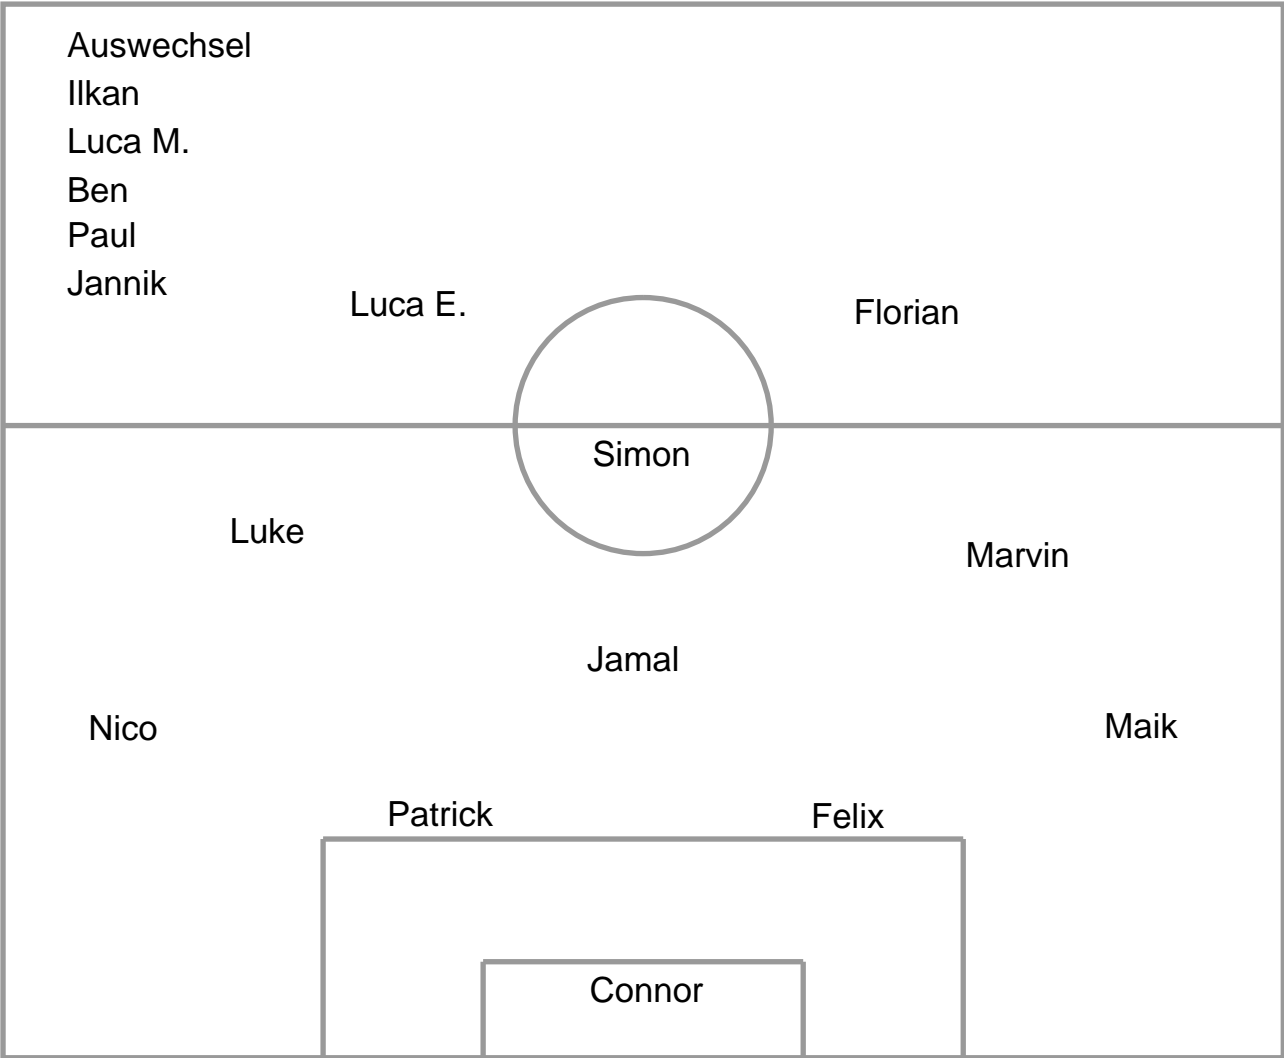 Auswechsel
Ilkan
Luca M.
Ben
Paul
Jannik
Luca E.
Florian
Simon
Luke
Marvin
Jamal
Nico
Maik
Patrick
Felix
Connor